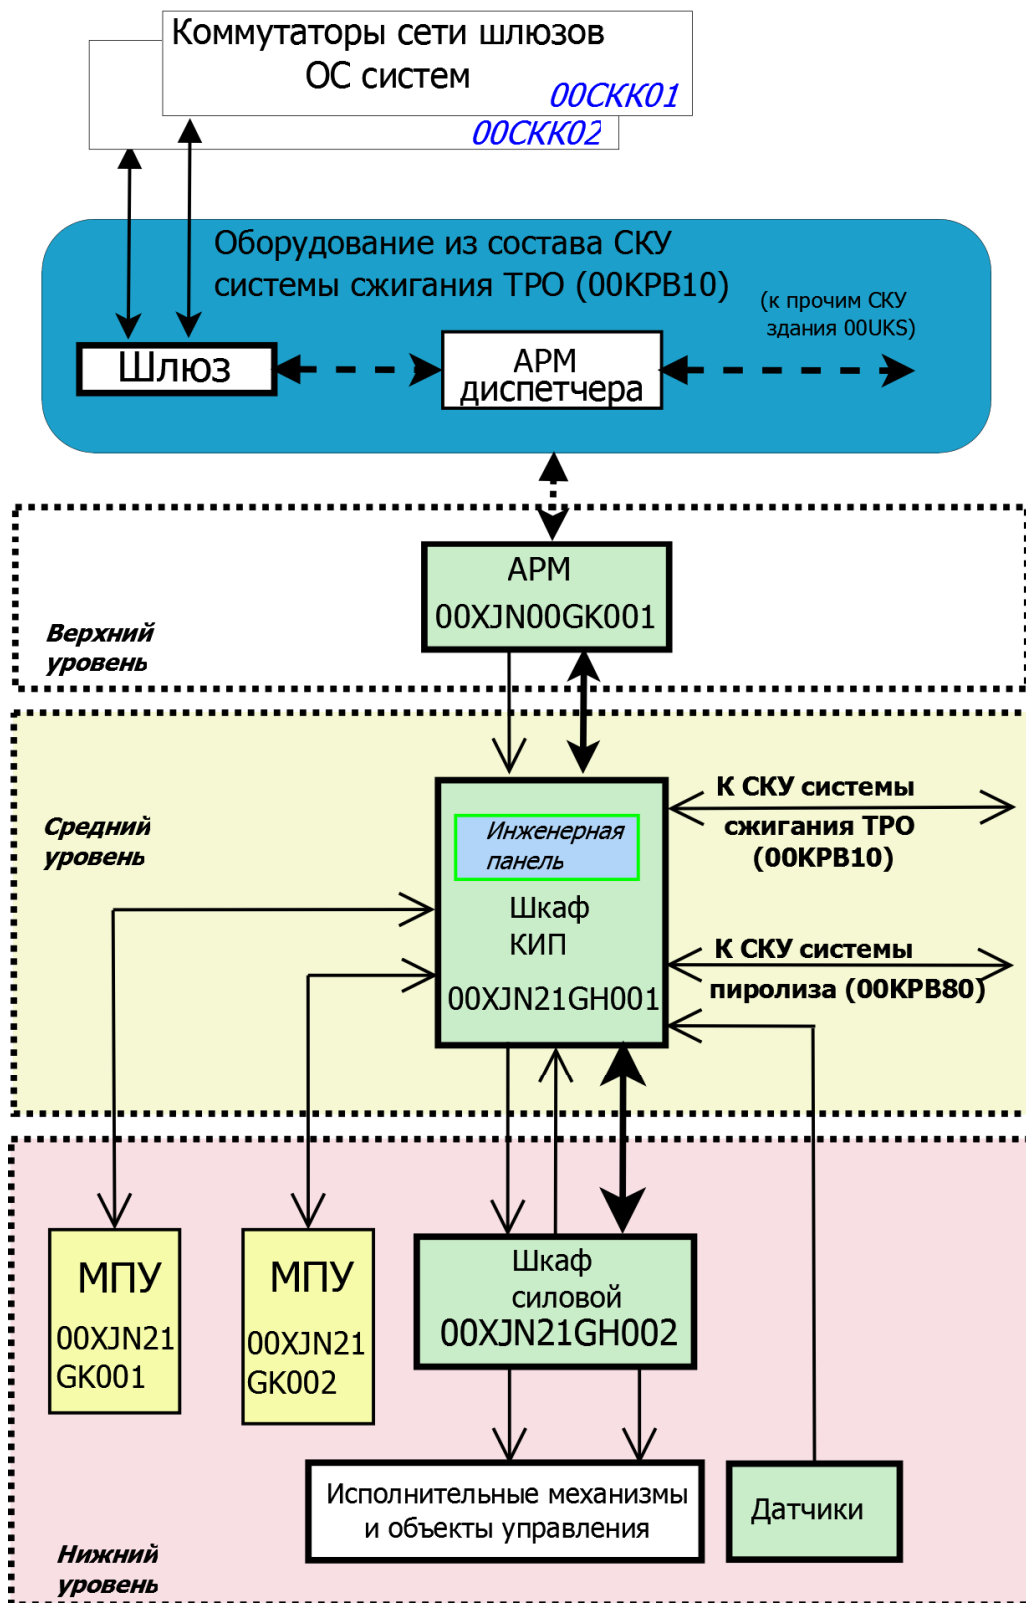 Коммутаторы сети шлюзов
ОС систем
00CKK01
00CKK02
Оборудование из состава СКУ
системы сжигания ТРО (00KPB10)
(к прочим СКУ
здания 00UKS)
Шлюз
АРМ
диспетчера
АРМ
00XJN00GK001
Верхний
уровень
К СКУ системы
сжигания ТРО
(00KPB10)
Средний
уровень
Инженерная
панель
Шкаф
КИП
00XJN21GH001
К СКУ системы
пиролиза (00KPB80)
МПУ
00XJN21
GK001
МПУ
00XJN21
GK002
Шкаф
силовой
00XJN21GH002
Исполнительные механизмы
и объекты управления
Датчики
Нижний
уровень